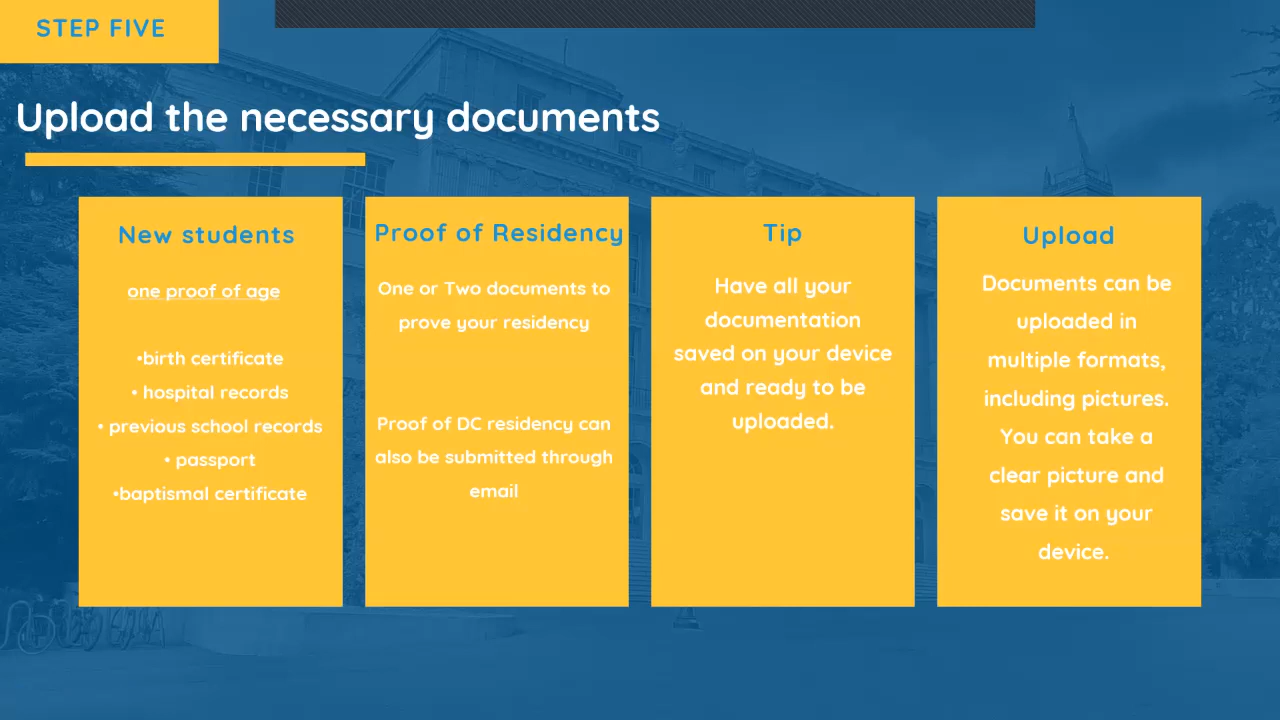 STEP FIVE
Upload the necessary documents
New students
one proof of age
•birth certificate
• hospital records
• previous school records
• passport
•baptismal certificate
Proof of Residency
One or Two documents to
prove your residency
Proof of DC residency can
also be submitted through
email
Tip
Have all your
documentation
saved on your device
and ready to be
uploaded.
Upload
Documents can be
uploaded in
multiple formats,
including pictures.
You can take a
clear picture and
save it on your
device.